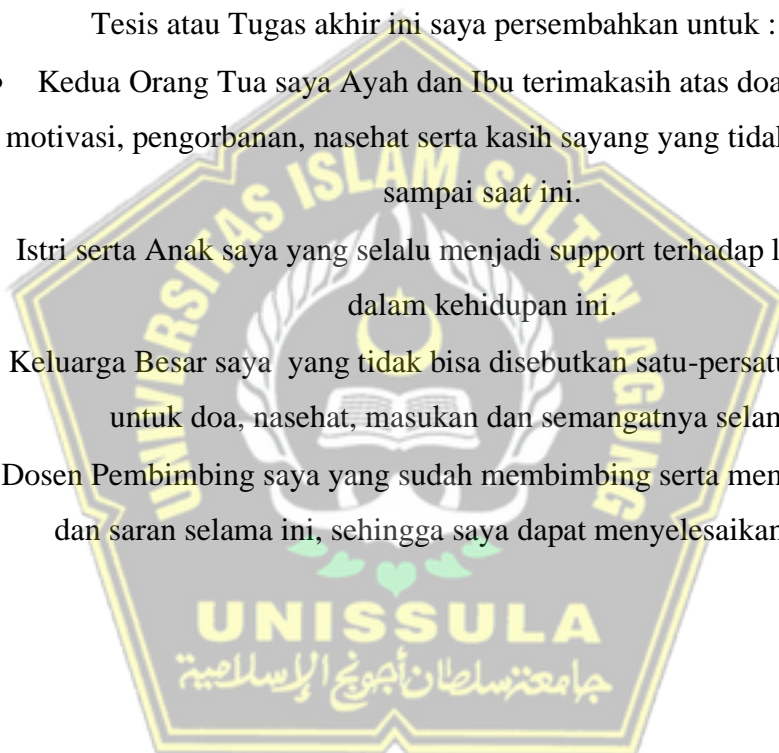 Tesis atau Tugas akhir ini saya persembahkan untuk :
• Kedua Orang Tua saya Ayah dan Ibu terimakasih atas doa
motivasi, pengorbanan, nasehat serta kasih sayang yang tidak
sampai saat ini.
Istri serta Anak saya yang selalu menjadi support terhadap
dalam kehidupan ini.
Keluarga Besar saya yang tidak bisa disebutkan satu-persatu
untuk doa, nasehat, masukan dan semangatnya
Dosen Pembimbing saya yang sudah membimbing serta
dan saran selama ini, sehingga saya dapat menyelesaikan
UNIVERSITAS ISLAM SULTAN AGUNG
UNISSULA
جامعة سلطان أجونج الإسلامية